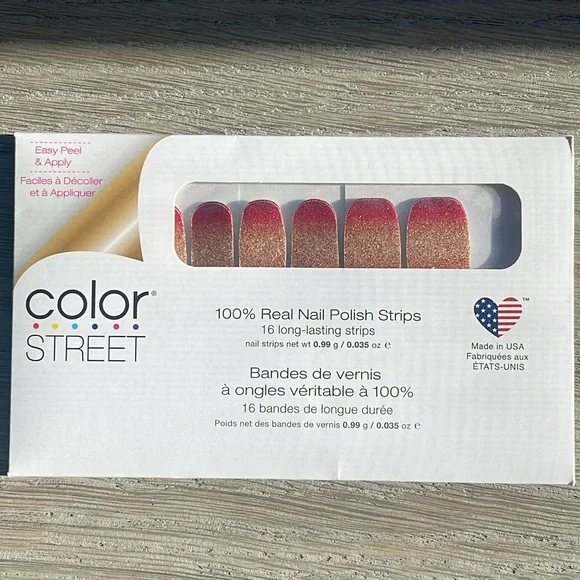 Easy Peel
& Apply
Faciles à Décoller
et à Appliquer
color®
STREET
100% Real Nail Polish Strips
16 long-lasting strips
nail strips net wt 0.99 g / 0.035 oz ℮
Bandes de vernis
à ongles véritable à 100%
16 bandes de longue durée
Poids net des bandes de vernis 0.99 g / 0.035 oz ℮
™
Made in USA
Fabriquées aux
ÉTATS-UNIS